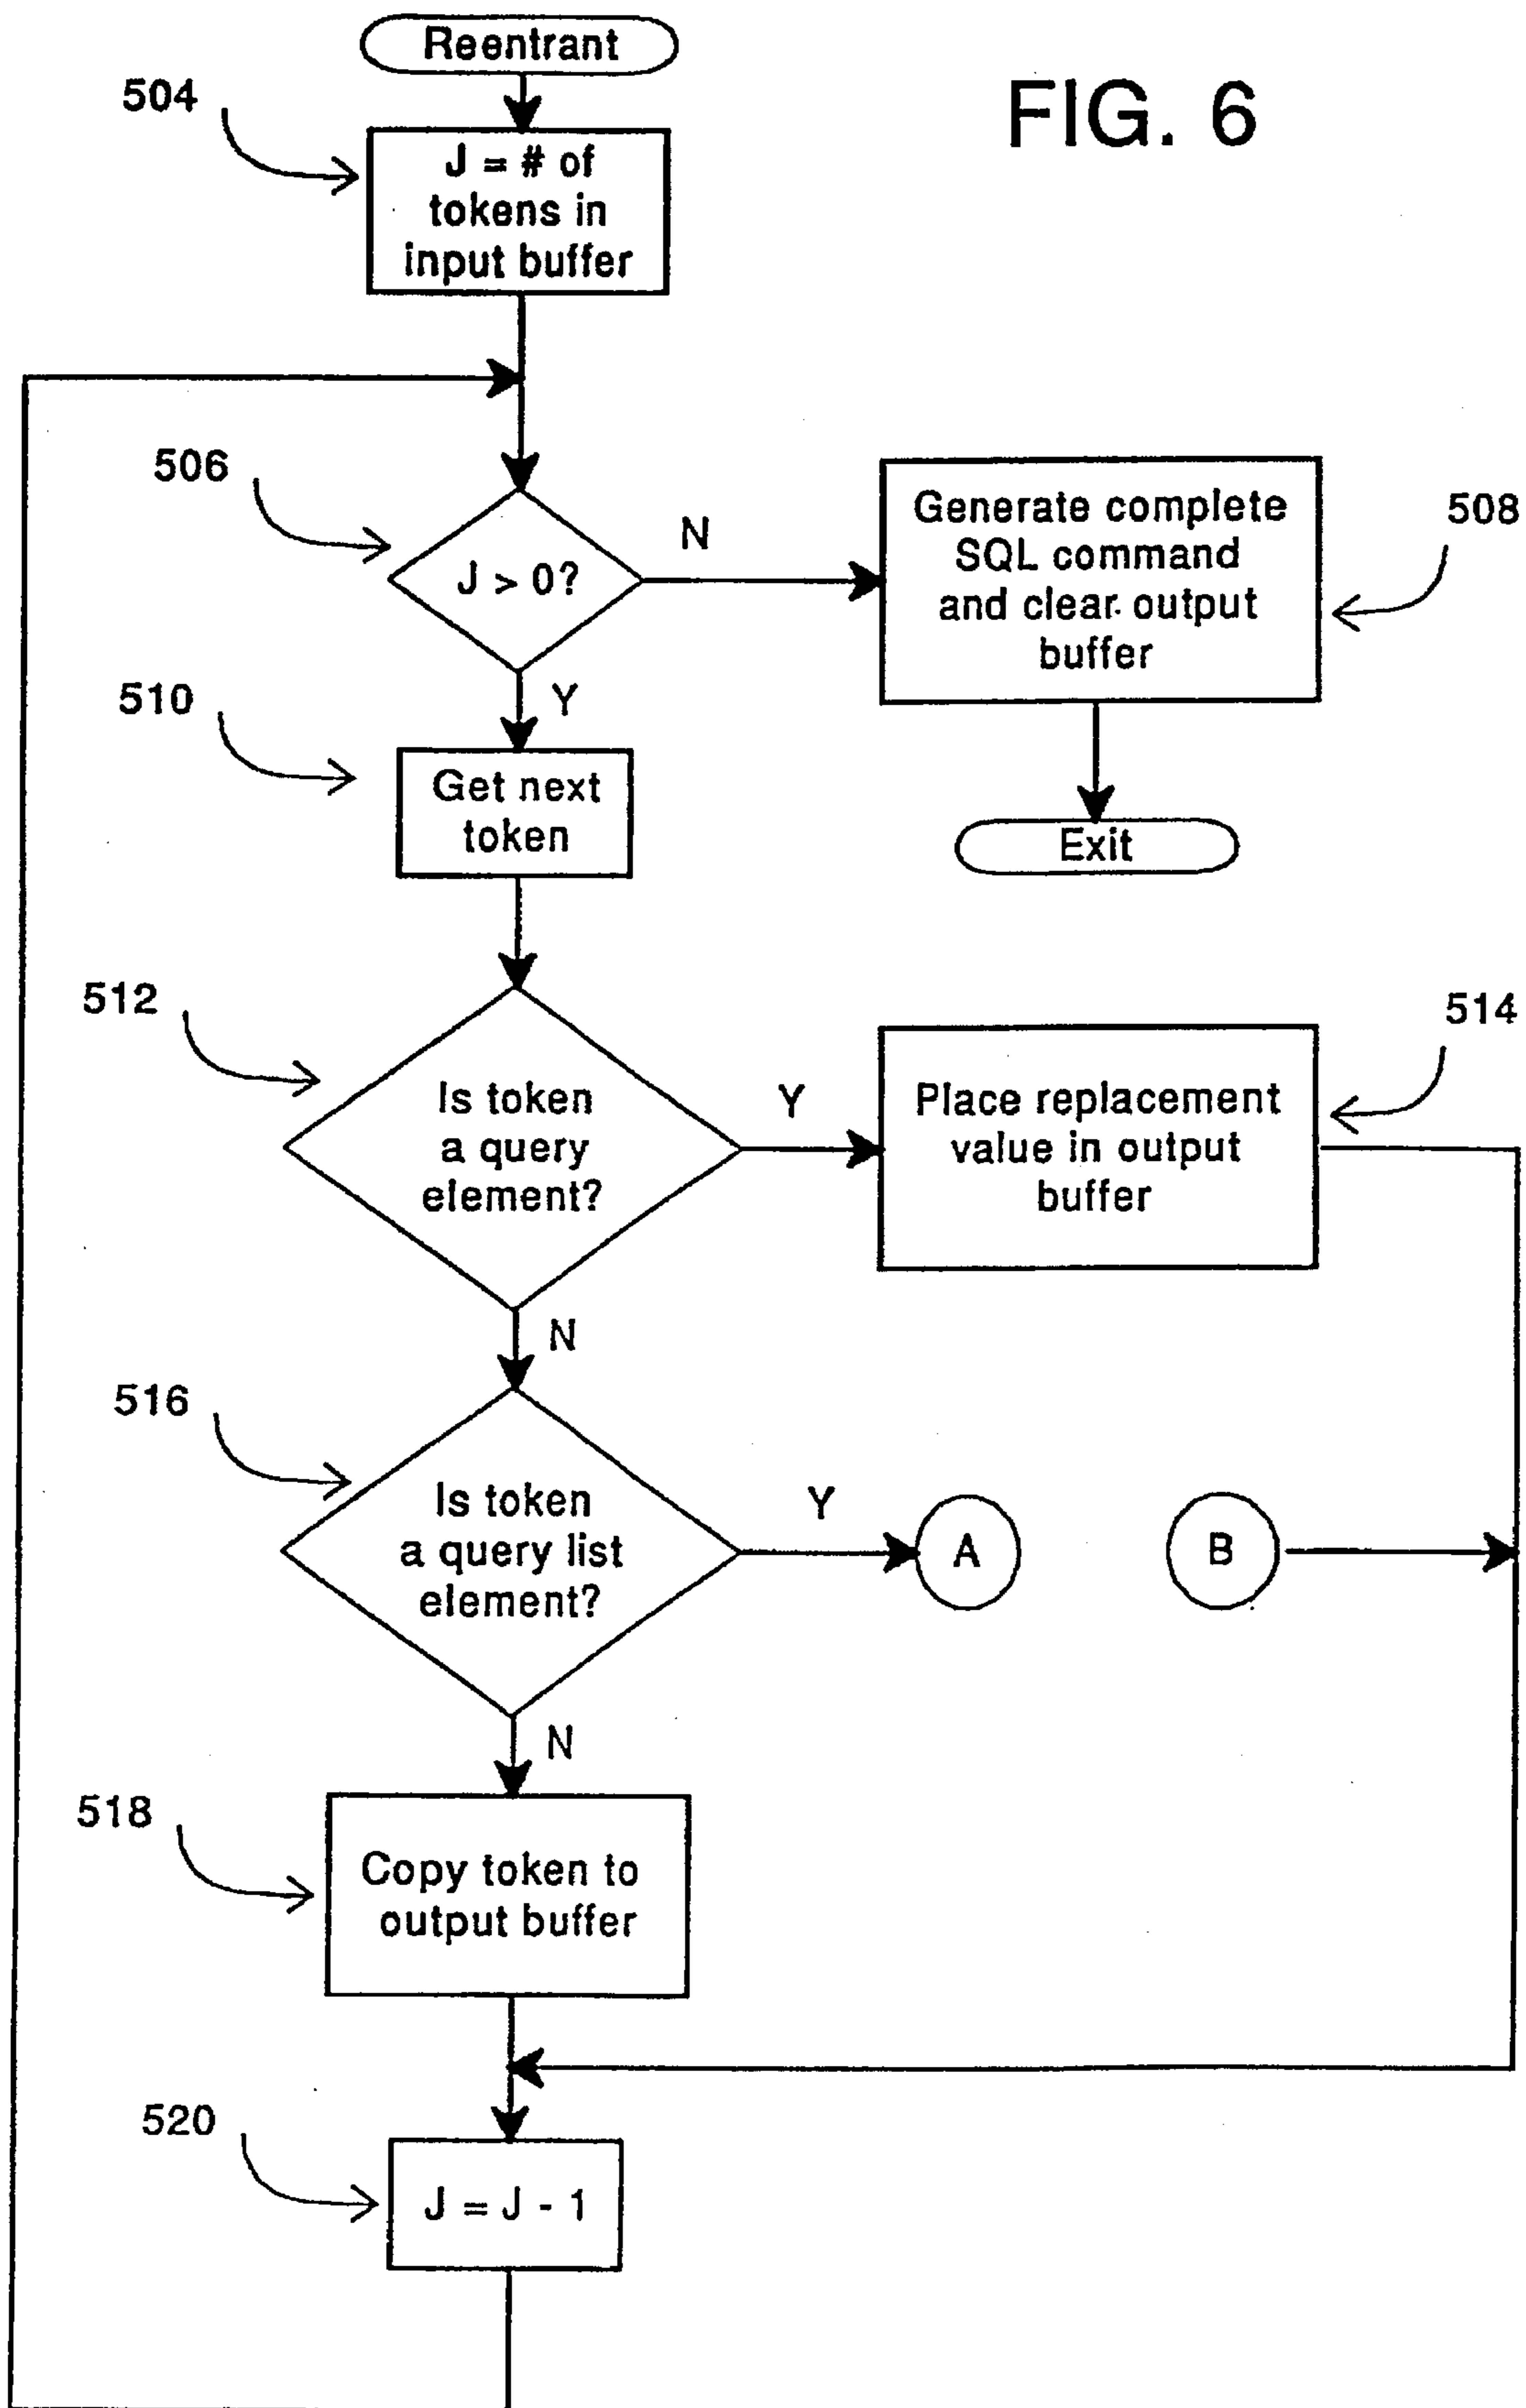 Reentrant
FIG. 6
504
J = # of
tokens in
input buffer
506
J > 0?
N
Y
Generate complete
SQL command
and clear output
buffer
508
510
Get next
token
Exit
512
Is token
a query
element?
Y
N
Place replacement
value in output
buffer
514
516
Is token
a query list
element?
Y
A
B
N
518
Copy token to
output buffer
520
J = J - 1